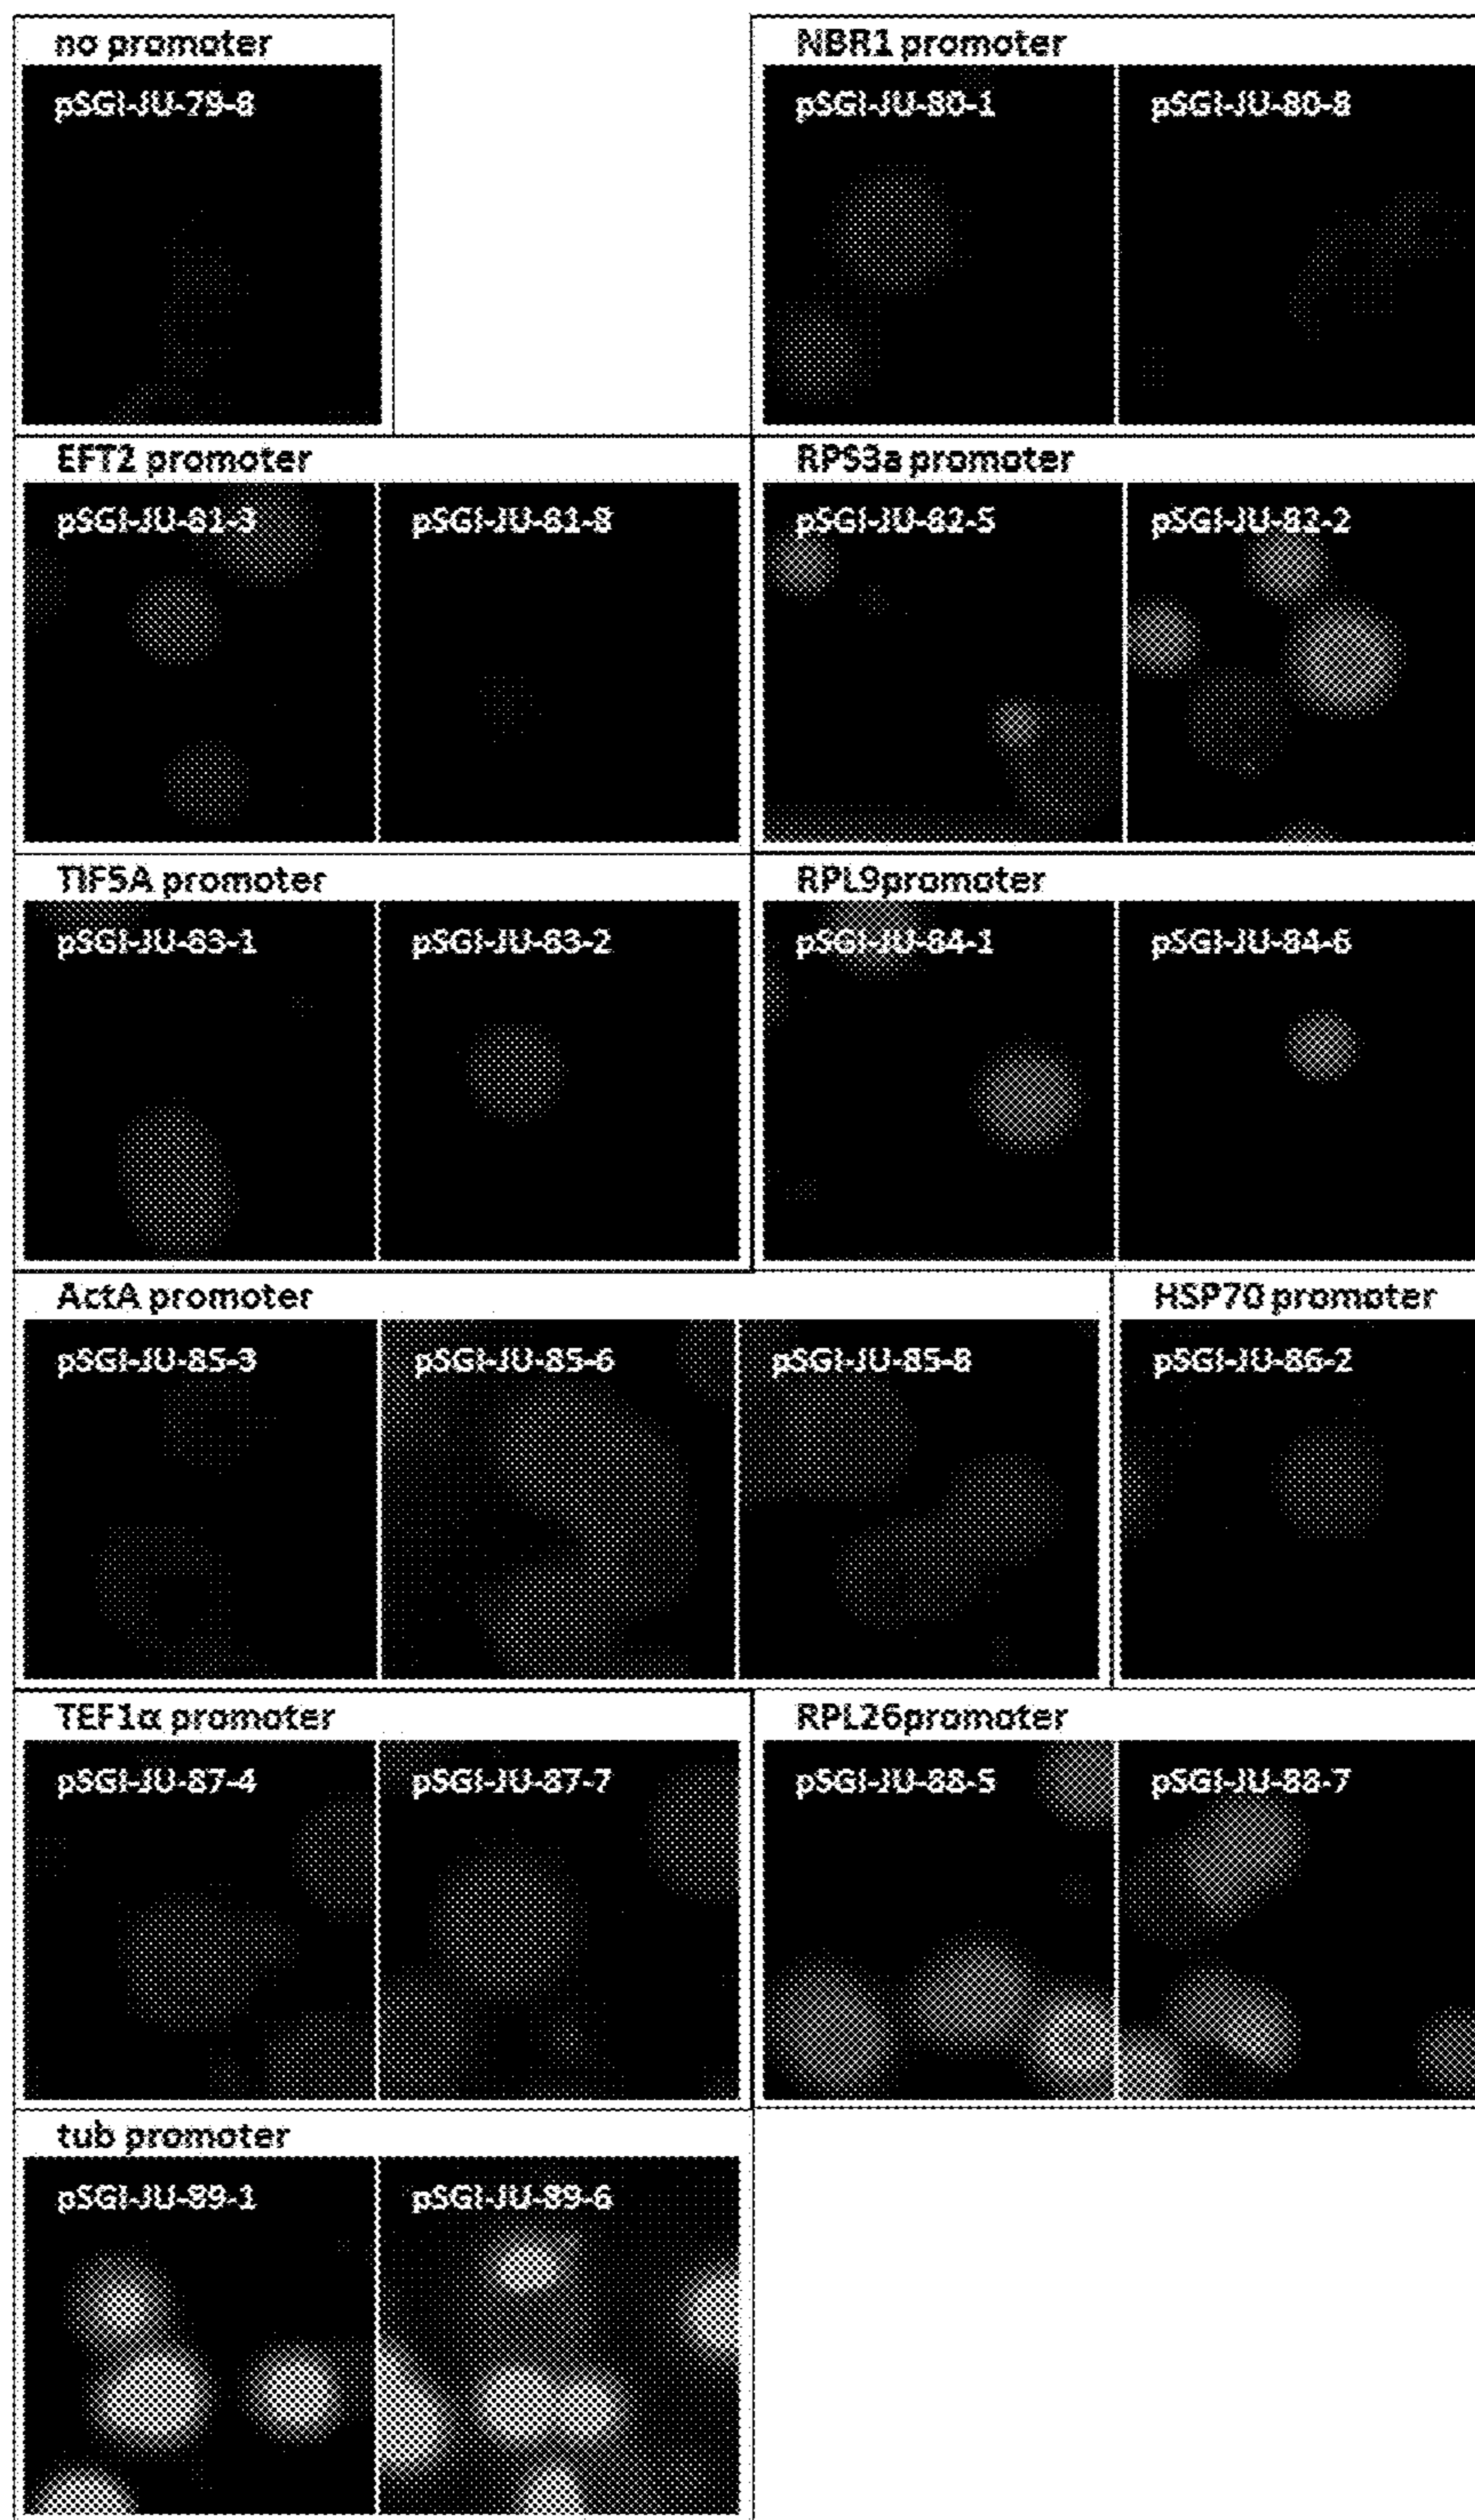 no promoter
NBR1 promoter
pSGI-JU-79-8
pSGI-JU-80-1
pSGI-JU-80-8
EFT2 promoter
RPS3a promoter
pSGI-JU-81-3
pSGI-JU-81-8
pSGI-JU-82-5
pSGI-JU-82-2
TIF5A promoter
RPL9promoter
pSGI-JU-83-1
pSGI-JU-83-2
pSGI-JU-84-1
pSGI-JU-84-6
ActA promoter
HSP70 promoter
pSGI-JU-85-3
pSGI-JU-85-6
pSGI-JU-85-8
pSGI-JU-86-2
TEF1α promoter
RPL26promoter
pSGI-JU-87-4
pSGI-JU-87-7
pSGI-JU-88-5
pSGI-JU-88-7
tub promoter
pSGI-JU-89-1
pSGI-JU-89-6